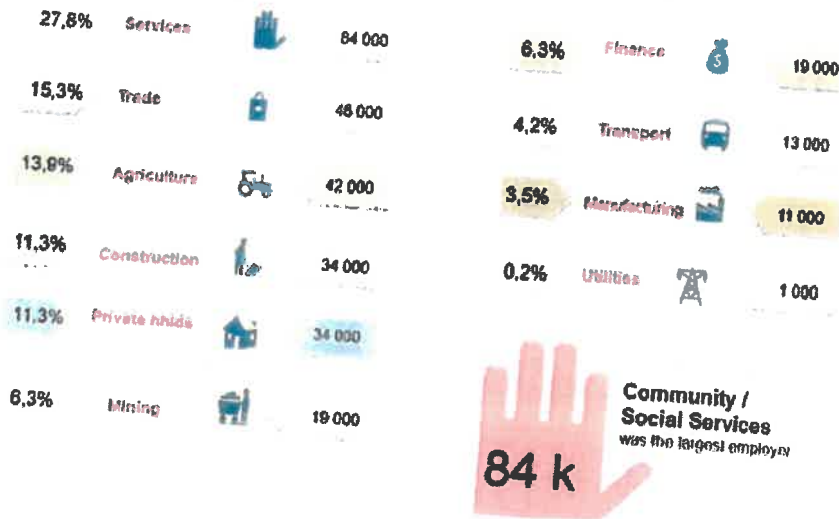 27,8% Services 84 000
15,3% Trade 46 000
13,9% Agriculture 42 000
11,3% Construction 34 000
11,3% Private hhlds 34 000
6,3% Mining 19 000
6,3% Finance $ 19 000
4,2% Transport 13 000
3,5% Manufacturing 11 000
0,2% Utilities 1 000
84 k
Community /
Social Services
was the largest employer